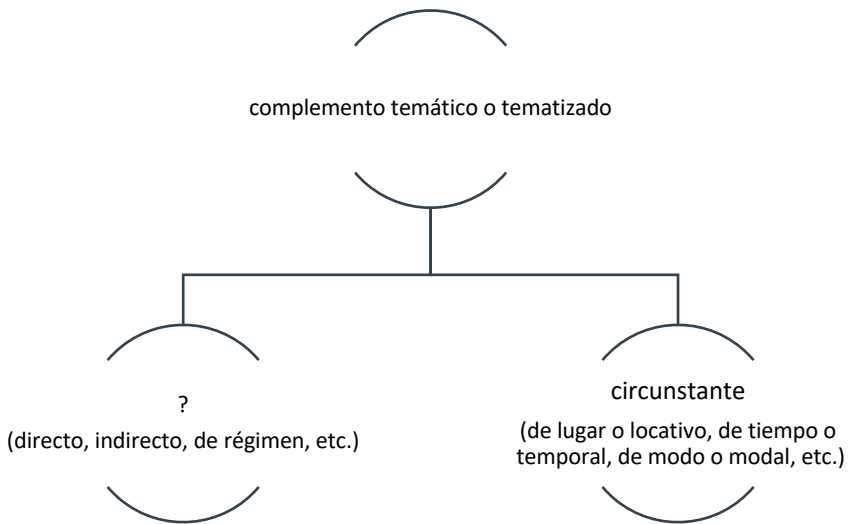 complemento temático o tematizado
?
(directo, indirecto, de régimen, etc.)
circunstante
(de lugar o locativo, de tiempo o
temporal, de modo o modal, etc.)